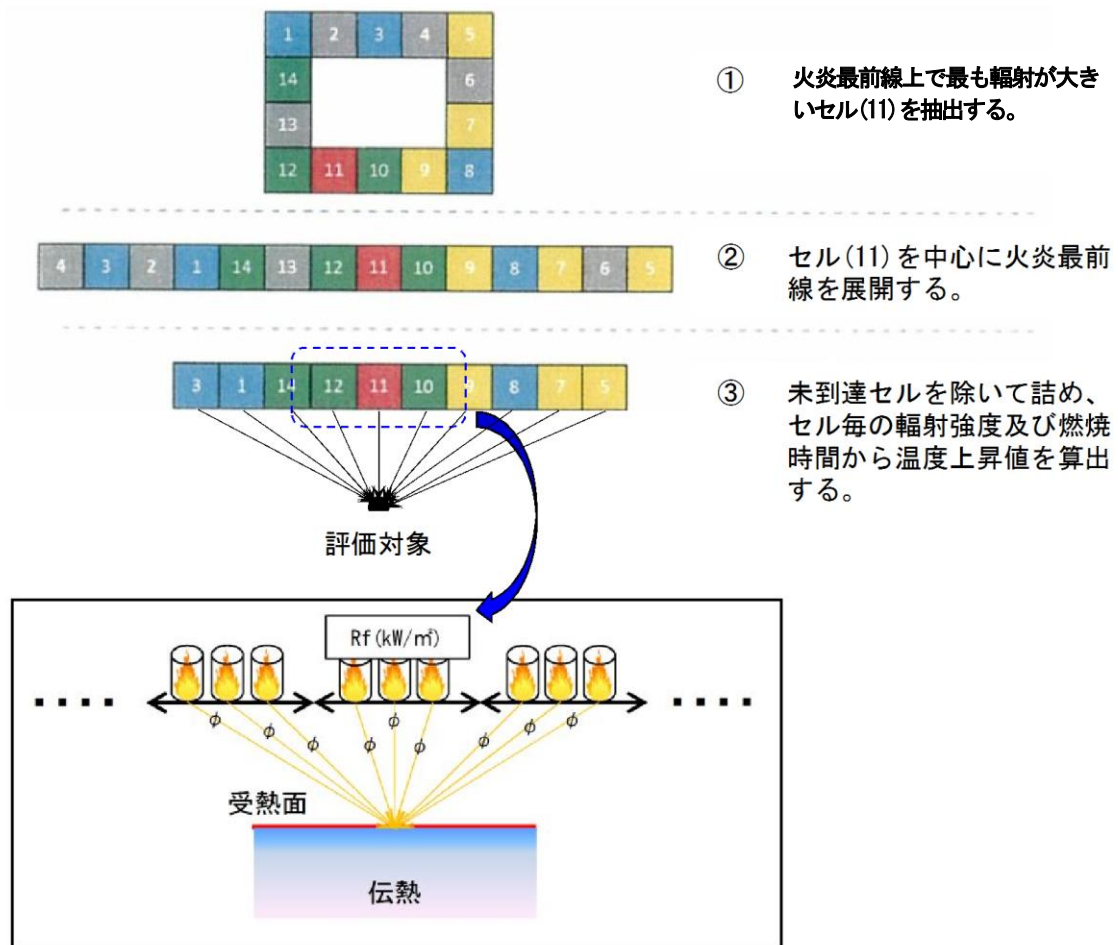 1 2 3 4 5
14 6
13 7
12 11 10 9 8
① 火炎最前線上で最も輻射が大き
いセル(11)を抽出する。
4 3 2 1 14 13 12 11 10 9 8 7 6 5
② セル(11)を中心に火炎最前
線を展開する。
3 1 14 12 11 10 9 8 7 5
③ 未到達セルを除いて詰め、
セル毎の輻射強度及び燃焼
時間から温度上昇値を算出
する。
評価対象
Rf(kW/㎡)
φ φ φ φ φ φ φ φ φ
受熱面
伝熱